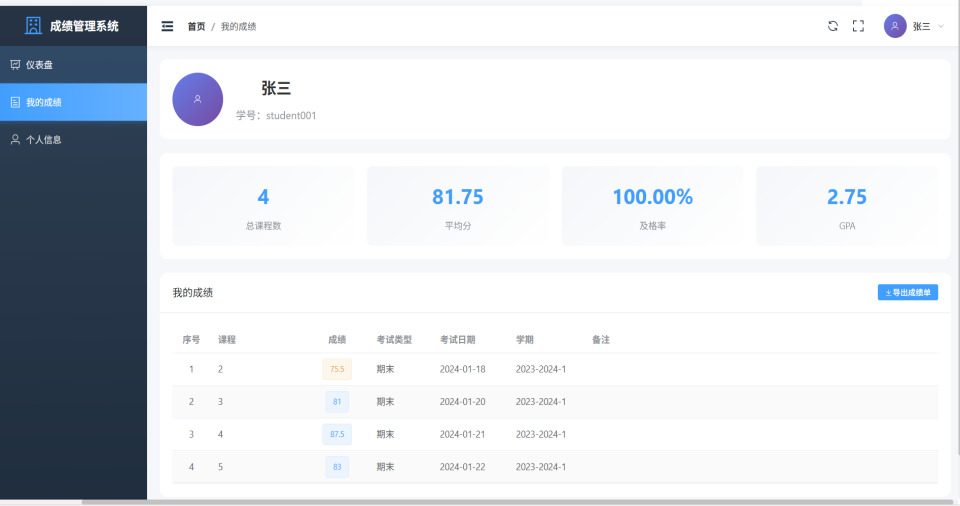 成绩管理系统
首页 / 我的成绩
张三
仪表盘
我的成绩
个人信息
张三
学号：student001
4
总课程数
81.75
平均分
100.00%
及格率
2.75
GPA
我的成绩
导出成绩单
序号 课程 成绩 考试类型 考试日期 学期 备注
1 2 75.5 期末 2024-01-18 2023-2024-1
2 3 81 期末 2024-01-20 2023-2024-1
3 4 87.5 期末 2024-01-21 2023-2024-1
4 5 83 期末 2024-01-22 2023-2024-1